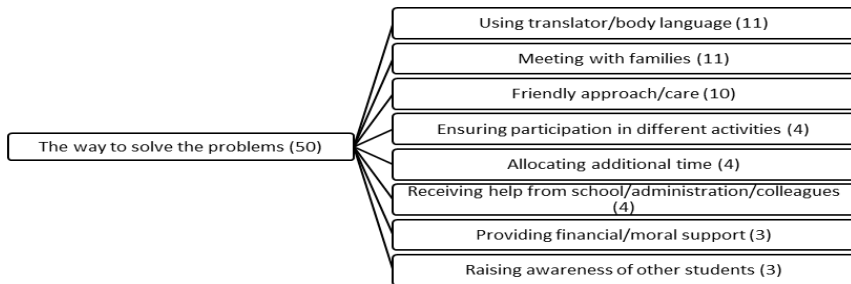 The way to solve the problems (50)
Using translator/body language (11)
Meeting with families (11)
Friendly approach/care (10)
Ensuring participation in different activities (4)
Allocating additional time (4)
Receiving help from school/administration/colleagues
(4)
Providing financial/moral support (3)
Raising awareness of other students (3)